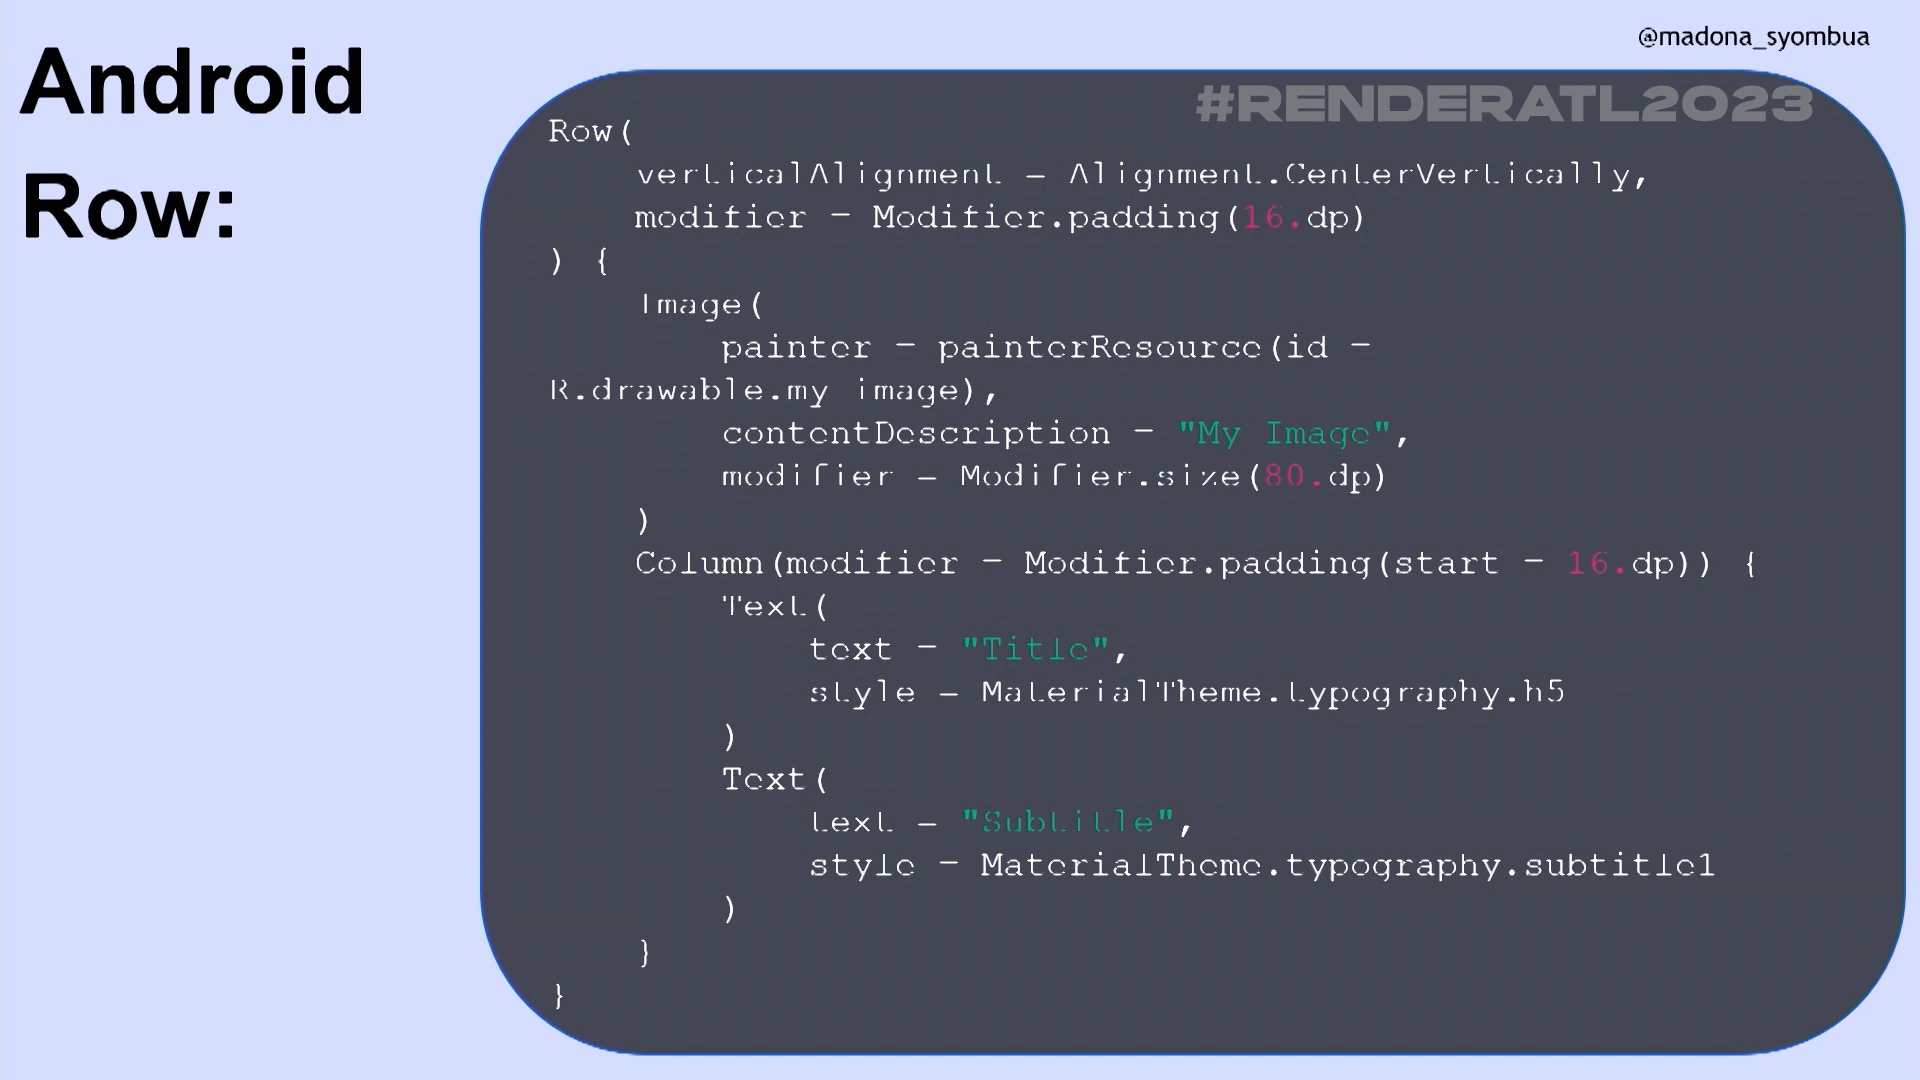 @madona_syombua
Android
Row:
#RENDERATL2023
Row(
    verticalAlignment = Alignment.CenterVertically,
    modifier = Modifier.padding(16.dp)
) {
    Image(
        painter = painterResource(id =
R.drawable.my_image),
        contentDescription = "My Image",
        modifier = Modifier.size(80.dp)
    )
    Column(modifier = Modifier.padding(start = 16.dp)) {
        Text(
            text = "Title",
            style = MaterialTheme.typography.h5
        )
        Text(
            text = "Subtitle",
            style = MaterialTheme.typography.subtitle1
        )
    }
}